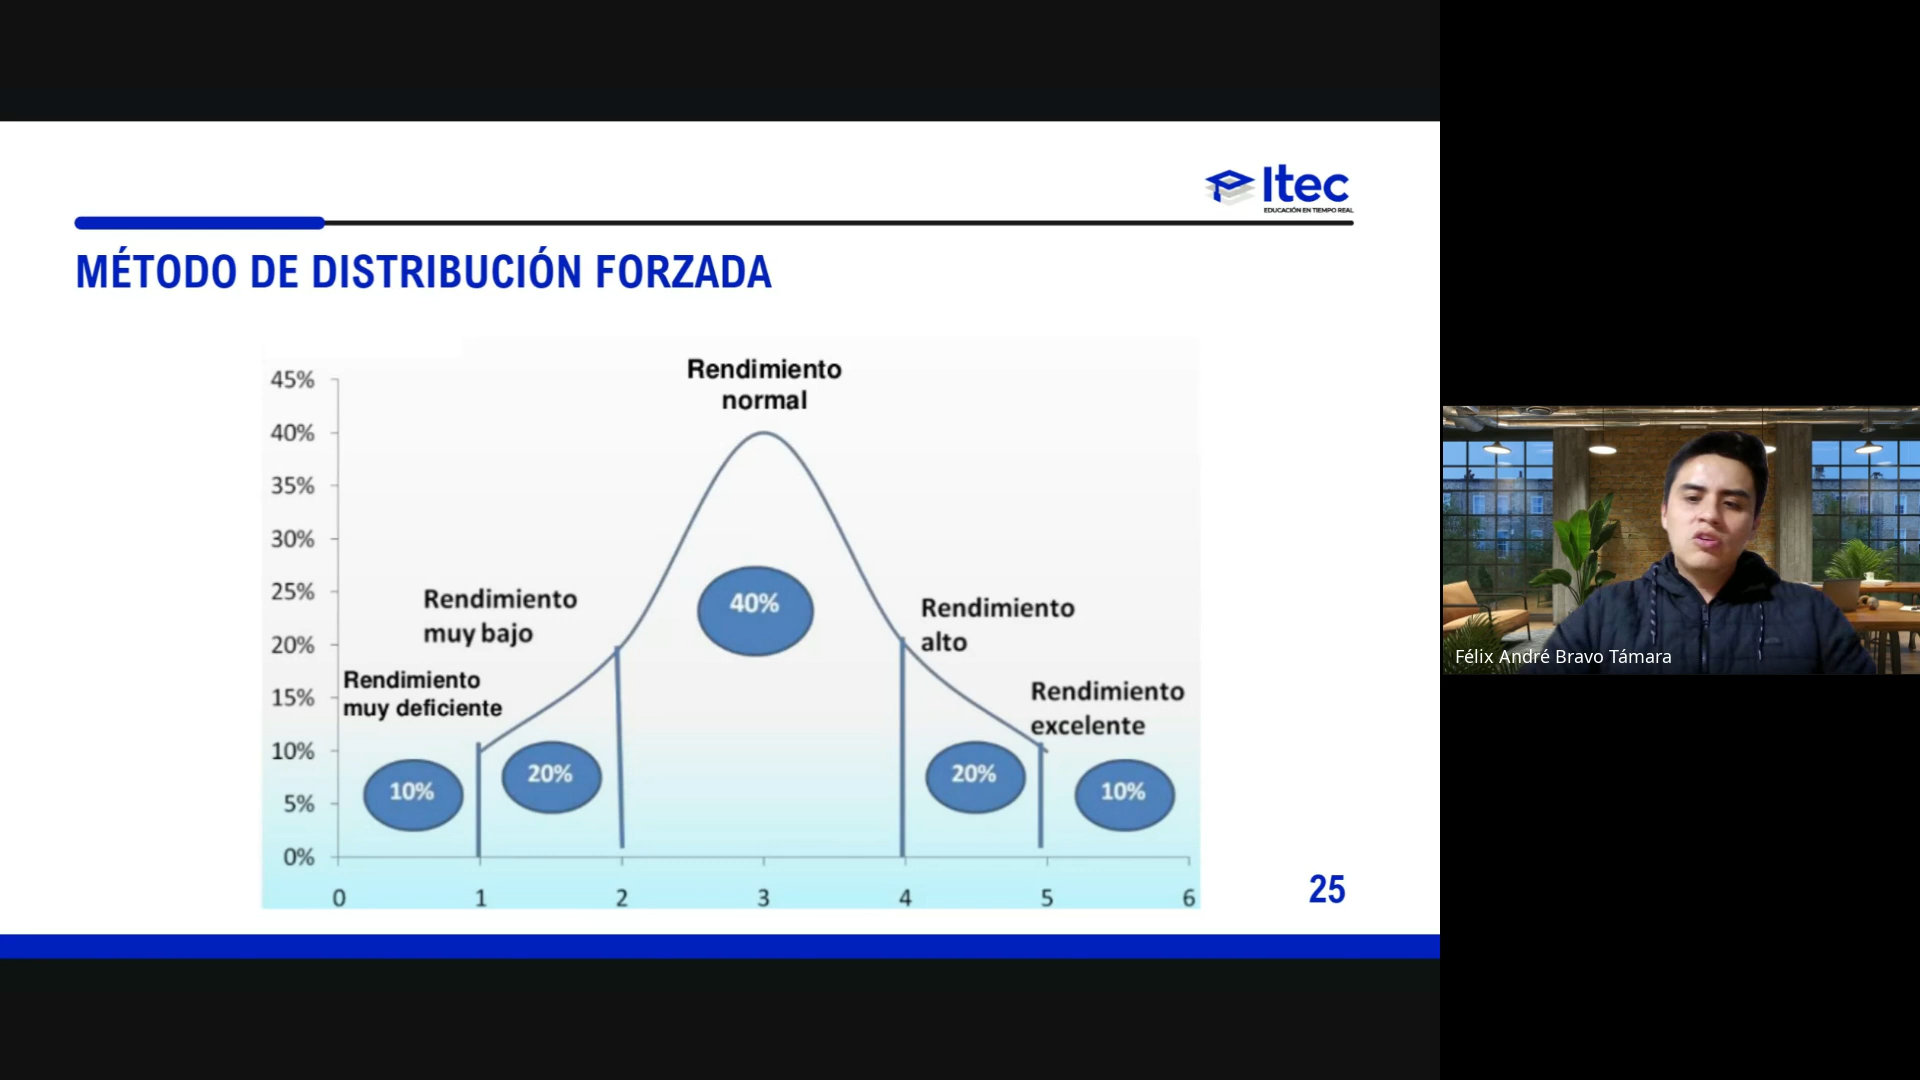 Itec
EDUCACIÓN EN TIEMPO REAL
MÉTODO DE DISTRIBUCIÓN FORZADA
Rendimiento
normal
45%
40%
35%
30%
25%
20%
15%
10%
5%
0%
Rendimiento
muy bajo
Rendimiento
muy deficiente
Rendimiento
alto
Rendimiento
excelente
10%
20%
40%
20%
10%
0 1 2 3 4 5 6
25
Félix André Bravo Támara